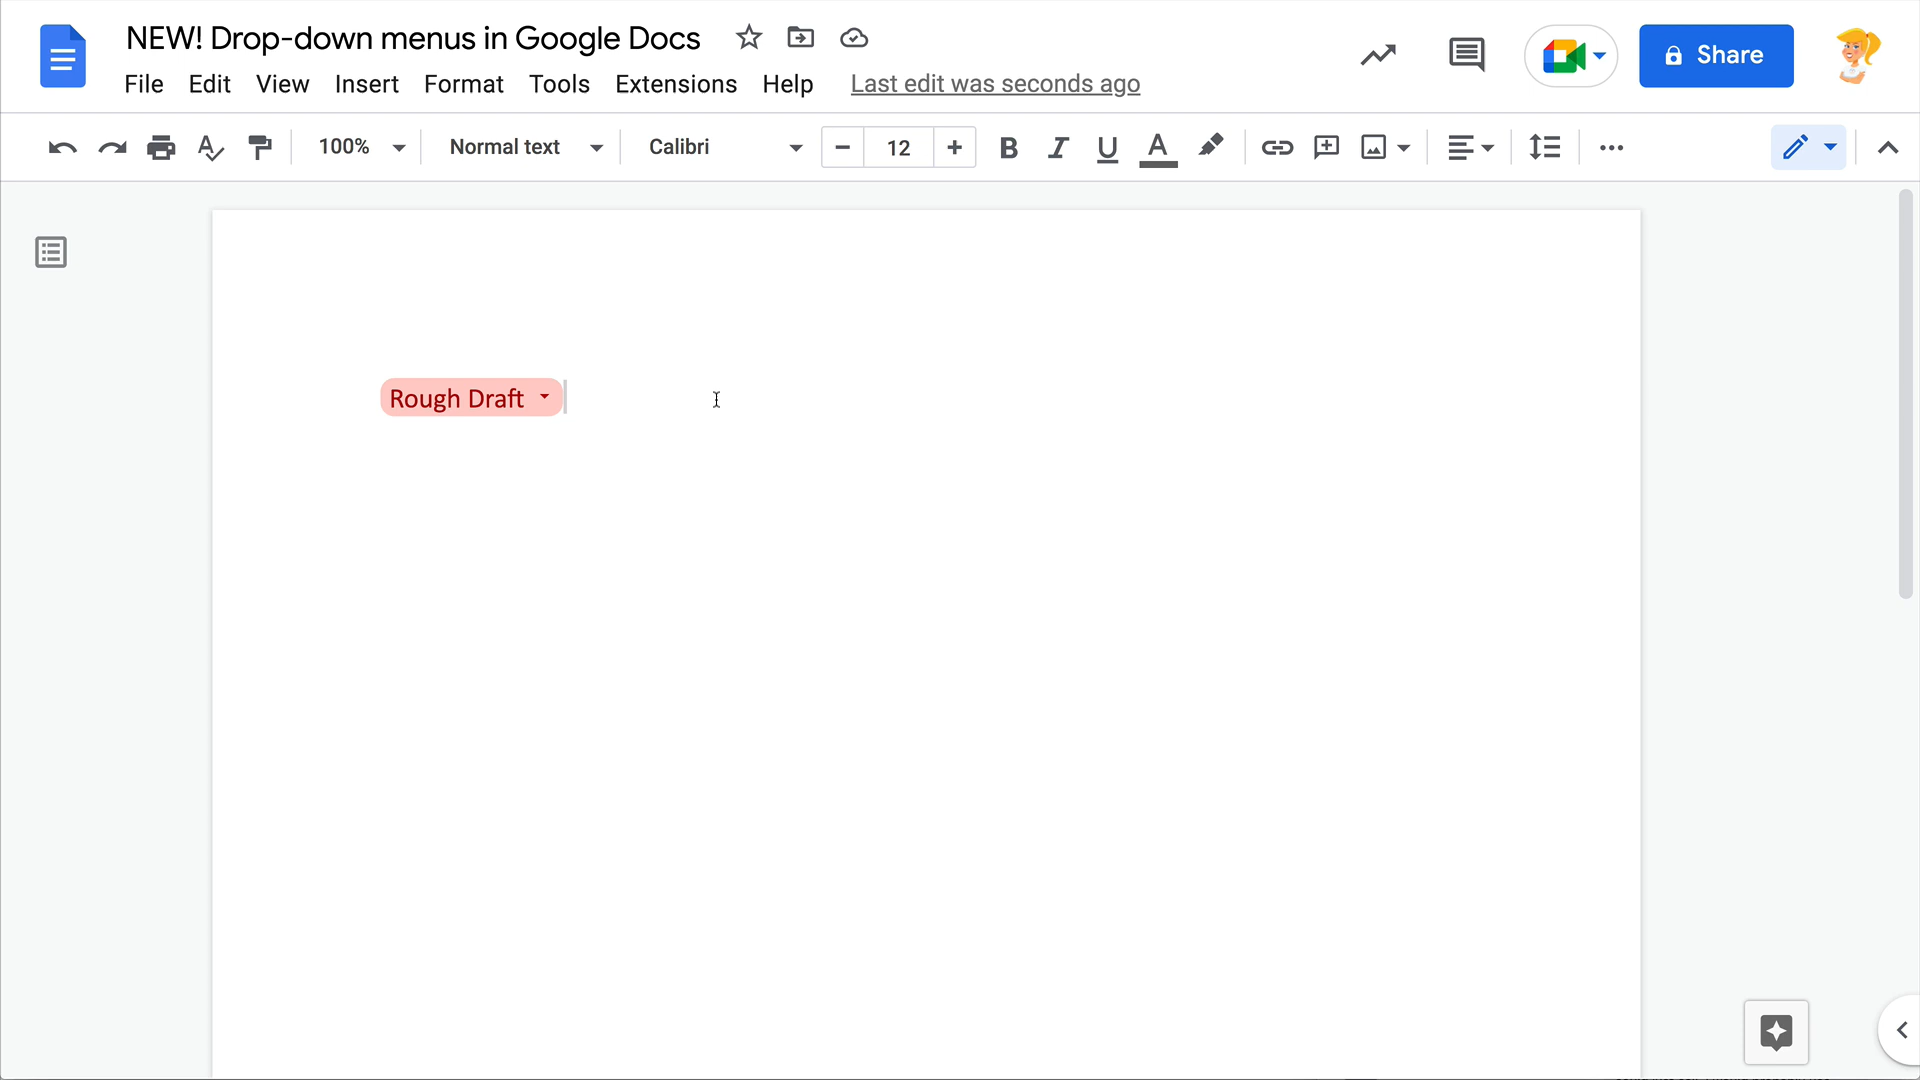 NEW! Drop-down menus in Google Docs
File Edit View Insert Format Tools Extensions Help Last edit was seconds ago
Share
100% Normal text Calibri 12 B I U A
Rough Draft